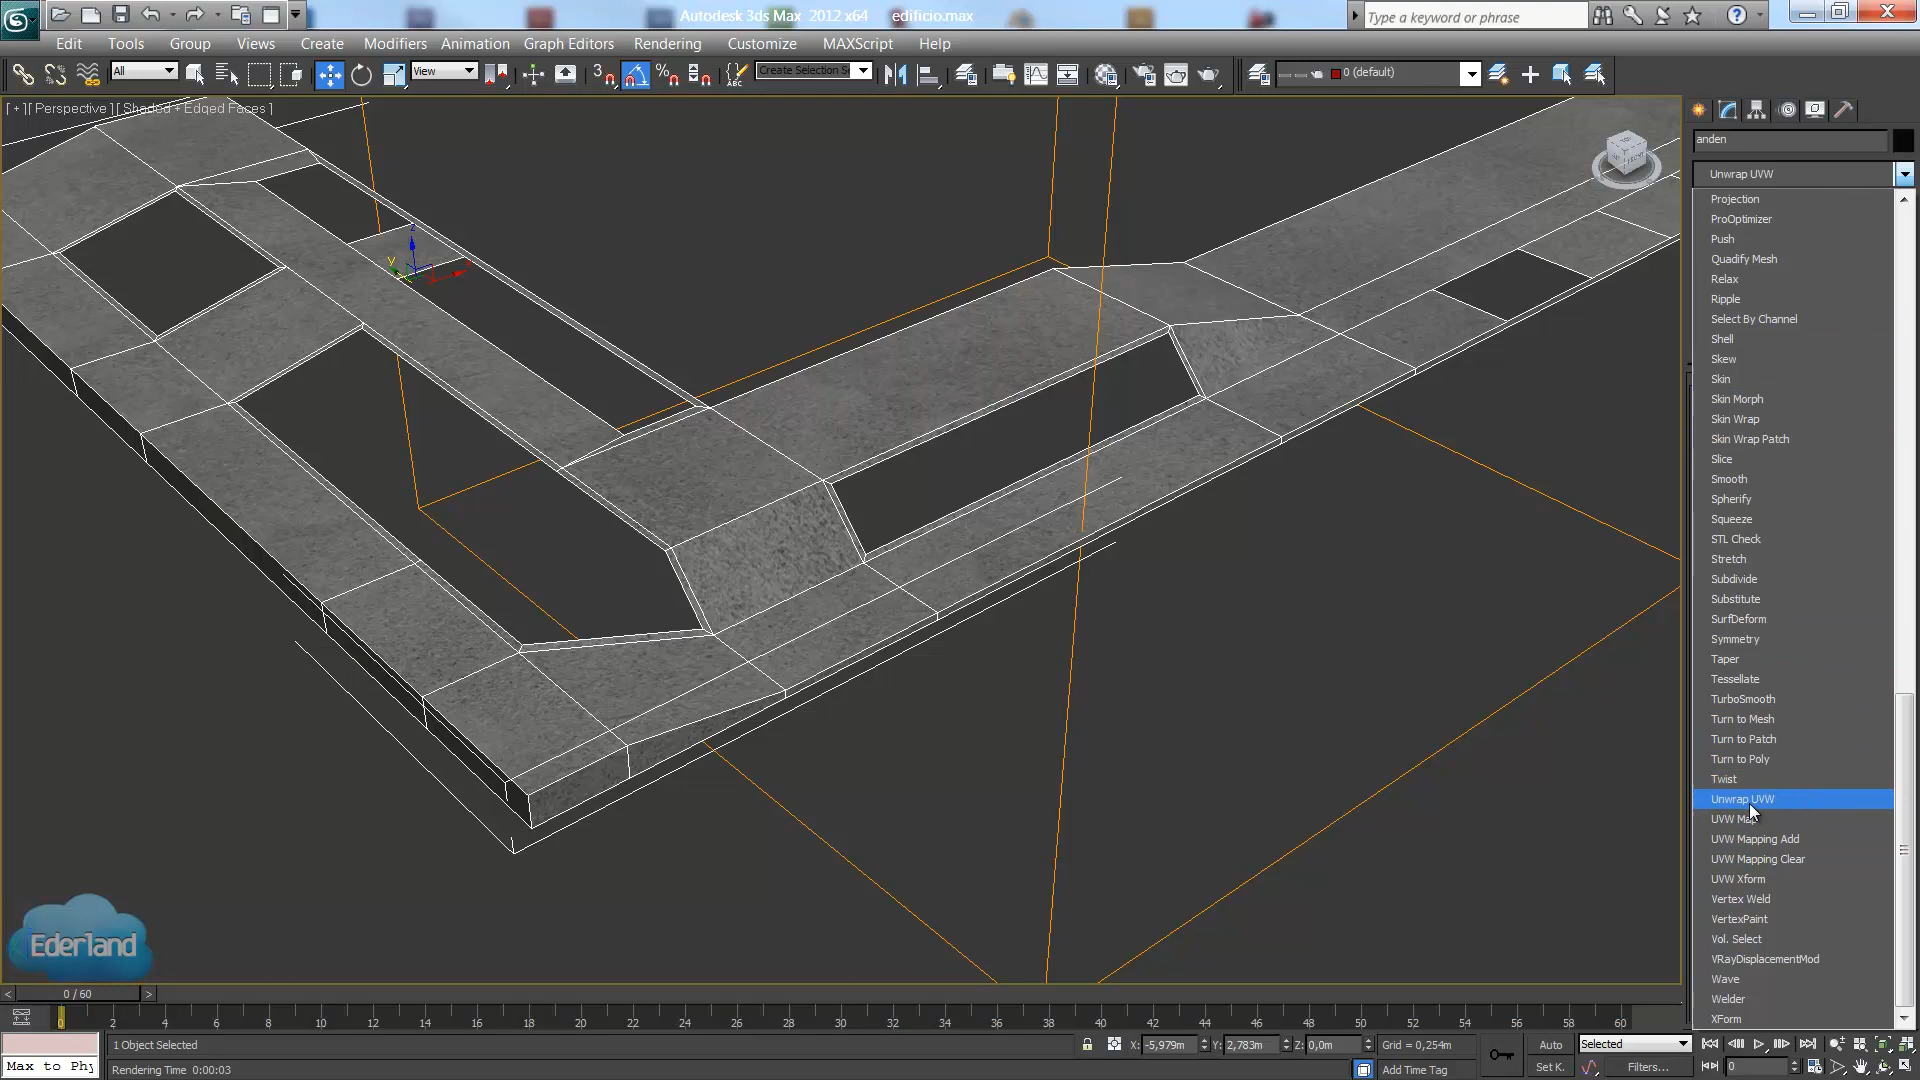 Autodesk 3ds Max 2012 x64 edificio.max
Type a keyword or phrase
Edit Tools Group Views Create Modifiers Animation Graph Editors Rendering Customize MAXScript Help
All View Create Selection Se 0 (default)
[ + ][ Perspective ][ Shaded + Edged Faces ]
anden
Unwrap UVW
Projection
ProOptimizer
Push
Quadify Mesh
Relax
Ripple
Select By Channel
Shell
Skew
Skin
Skin Morph
Skin Wrap
Skin Wrap Patch
Slice
Smooth
Spherify
Squeeze
STL Check
Stretch
Subdivide
Substitute
SurfDeform
Symmetry
Taper
Tessellate
TurboSmooth
Turn to Mesh
Turn to Patch
Turn to Poly
Twist
Unwrap UVW
UVW Map
UVW Mapping Add
UVW Mapping Clear
UVW Xform
Vertex Weld
VertexPaint
Vol. Select
VRayDisplacementMod
Wave
Welder
XForm
Ederland
0 / 60
0 2 4 6 8 10 12 14 16 18 20 22 24 26 28 30 32 34 36 38 40 42 44 46 48 50 52 54 56 58 60
1 Object Selected X: -5,979m Y: 2,783m Z: 0,0m Grid = 0,254m Auto Selected
Max to Phy Rendering Time 0:00:03 Add Time Tag Set K. Filters... 0